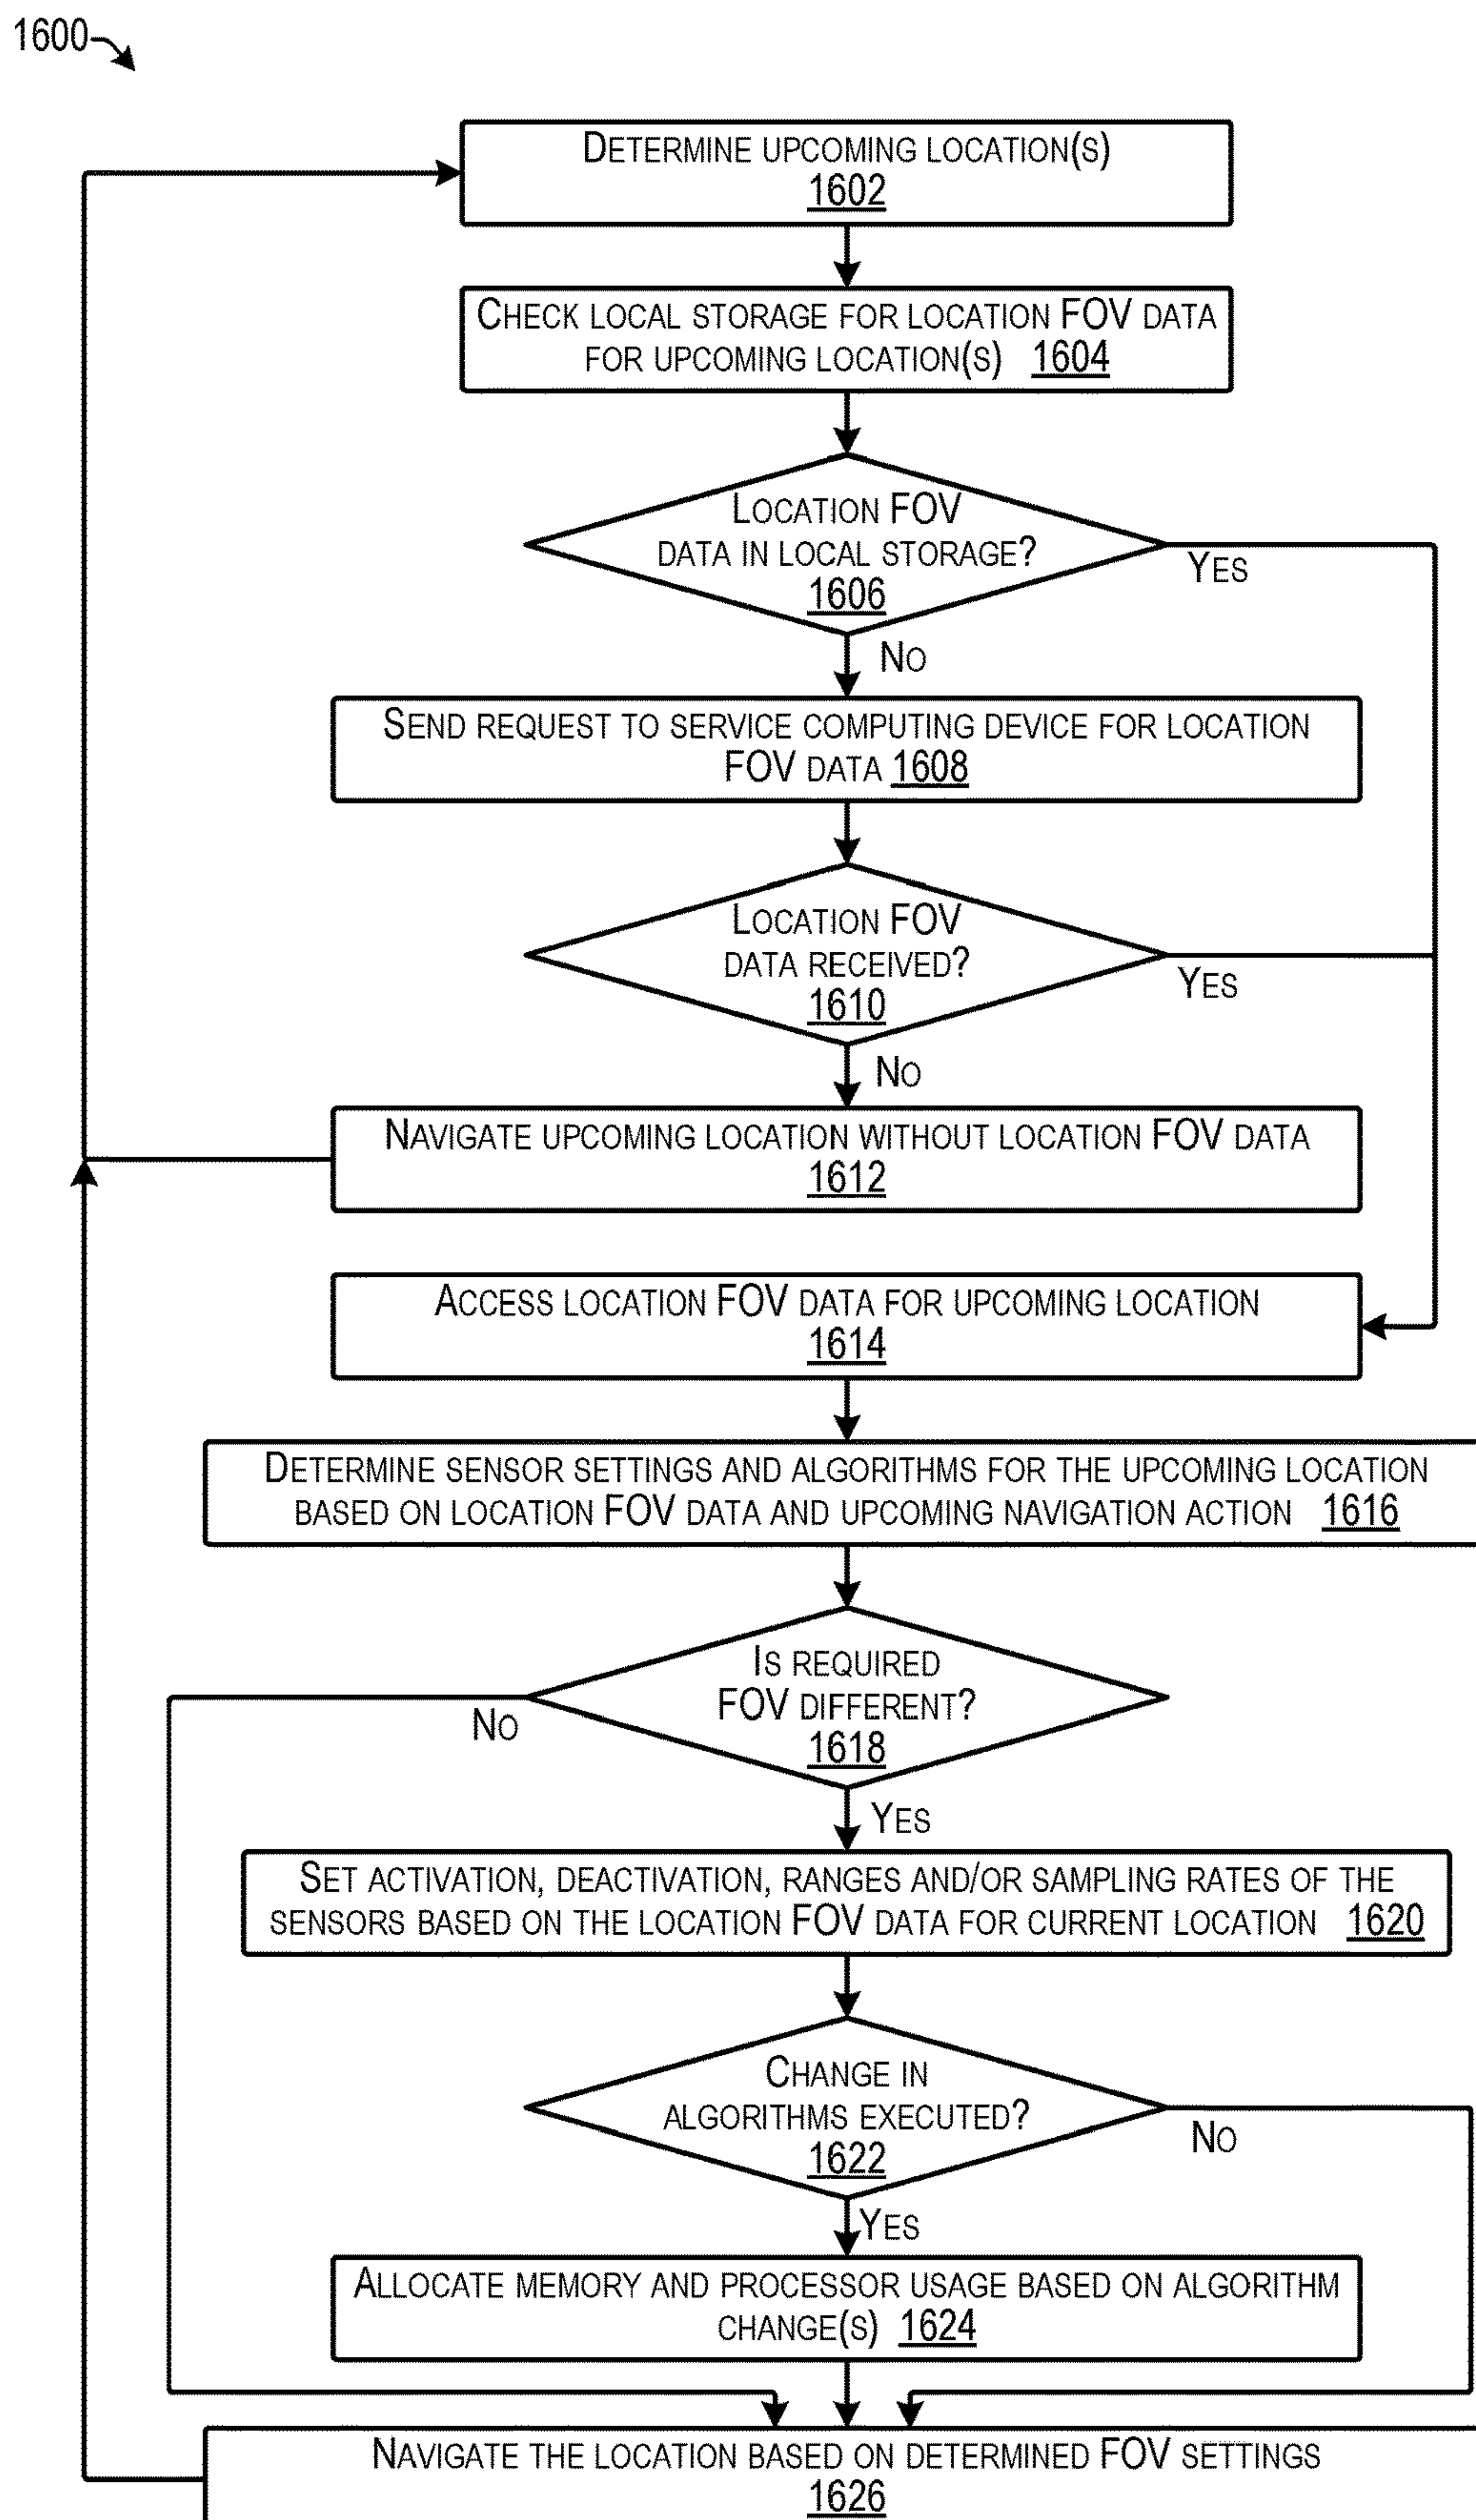 1600
DETERMINE UPCOMING LOCATION(S)
1602
CHECK LOCAL STORAGE FOR LOCATION FOV DATA
FOR UPCOMING LOCATION(S) 1604
LOCATION FOV
DATA IN LOCAL STORAGE?
1606
YES
NO
SEND REQUEST TO SERVICE COMPUTING DEVICE FOR LOCATION
FOV DATA 1608
LOCATION FOV
DATA RECEIVED?
1610
YES
NO
NAVIGATE UPCOMING LOCATION WITHOUT LOCATION FOV DATA
1612
ACCESS LOCATION FOV DATA FOR UPCOMING LOCATION
1614
DETERMINE SENSOR SETTINGS AND ALGORITHMS FOR THE UPCOMING LOCATION
BASED ON LOCATION FOV DATA AND UPCOMING NAVIGATION ACTION 1616
IS REQUIRED
FOV DIFFERENT?
1618
NO
YES
SET ACTIVATION, DEACTIVATION, RANGES AND/OR SAMPLING RATES OF THE
SENSORS BASED ON THE LOCATION FOV DATA FOR CURRENT LOCATION 1620
CHANGE IN
ALGORITHMS EXECUTED?
1622
NO
YES
ALLOCATE MEMORY AND PROCESSOR USAGE BASED ON ALGORITHM
CHANGE(S) 1624
NAVIGATE THE LOCATION BASED ON DETERMINED FOV SETTINGS
1626